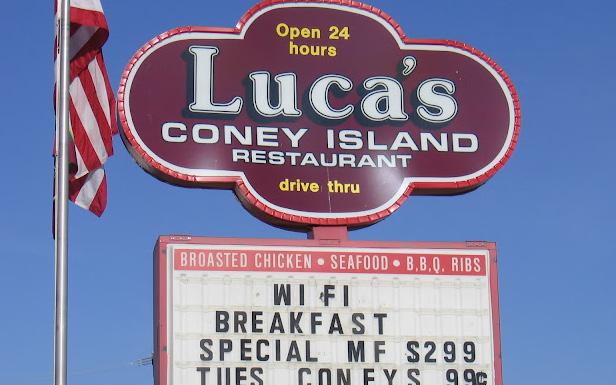 Open 24
hours
Luca's
CONEY ISLAND
RESTAURANT
drive thru
BROASTED CHICKEN • SEAFOOD • B.B.Q. RIBS
WI FI
BREAKFAST
SPECIAL MF $299
TUES CONEYS 99¢